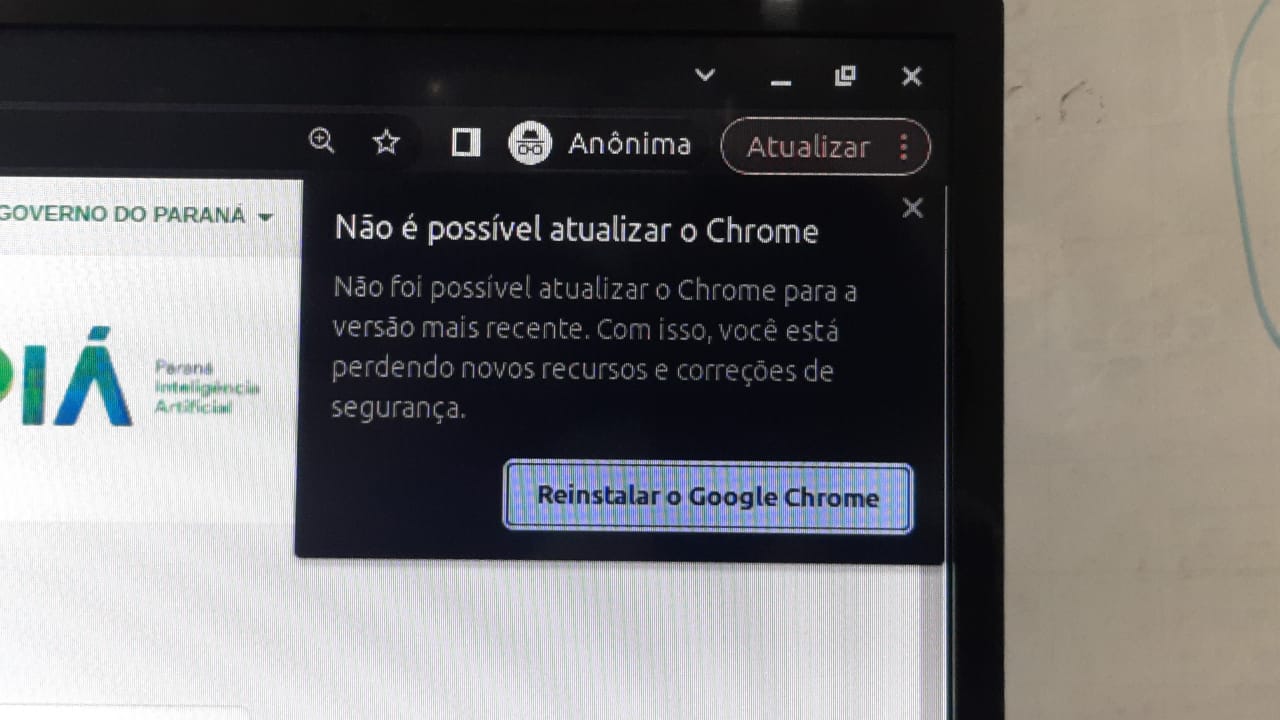 Anônima
Atualizar
GOVERNO DO PARANÁ
Não é possível atualizar o Chrome
Não foi possível atualizar o Chrome para a
versão mais recente. Com isso, você está
perdendo novos recursos e correções de
segurança.
Reinstalar o Google Chrome
IÁ
Paraná
Inteligência
Artificial